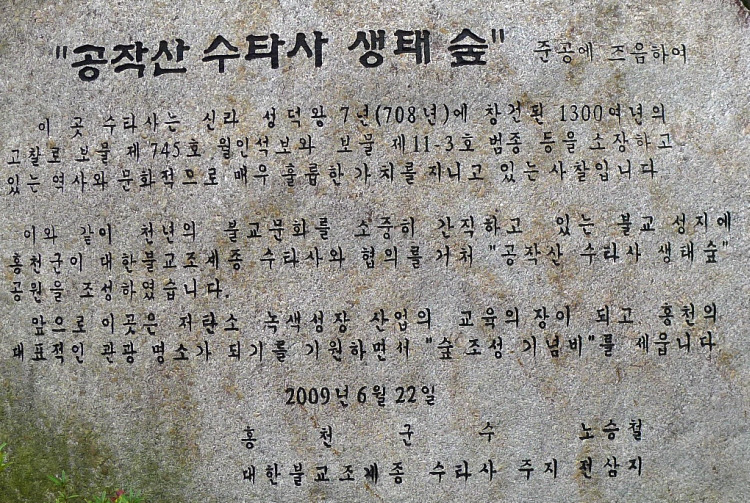 "공작산 수타사 생태 숲" 준공에 즈음하여
이 곳 수타사는 신라 성덕왕 7년(708년)에 창건된 1300여년의
고찰로 보물 제745호 월인석보와 보물 제11-3호 범종 등을 소장하고
있는 역사와 문화적으로 매우 훌륭한 가치를 지니고 있는 사찰입니다
이와 같이 천년의 불교문화를 소중히 간직하고 있는 불교 성지에
홍천군이 대한불교조계종 수타사와 협의를 거쳐 "공작산 수타사 생태 숲"
공원을 조성하였습니다.
앞으로 이곳은 저탄소 녹색성장 산업의 교육의 장이 되고 홍천의
대표적인 관광 명소가 되기를 기원하면서 "숲 조성 기념비"를 세웁니다
2009년 6월 22일
홍 천 군 수 노승철
대한불교조계종 수타사 주지 전삼지